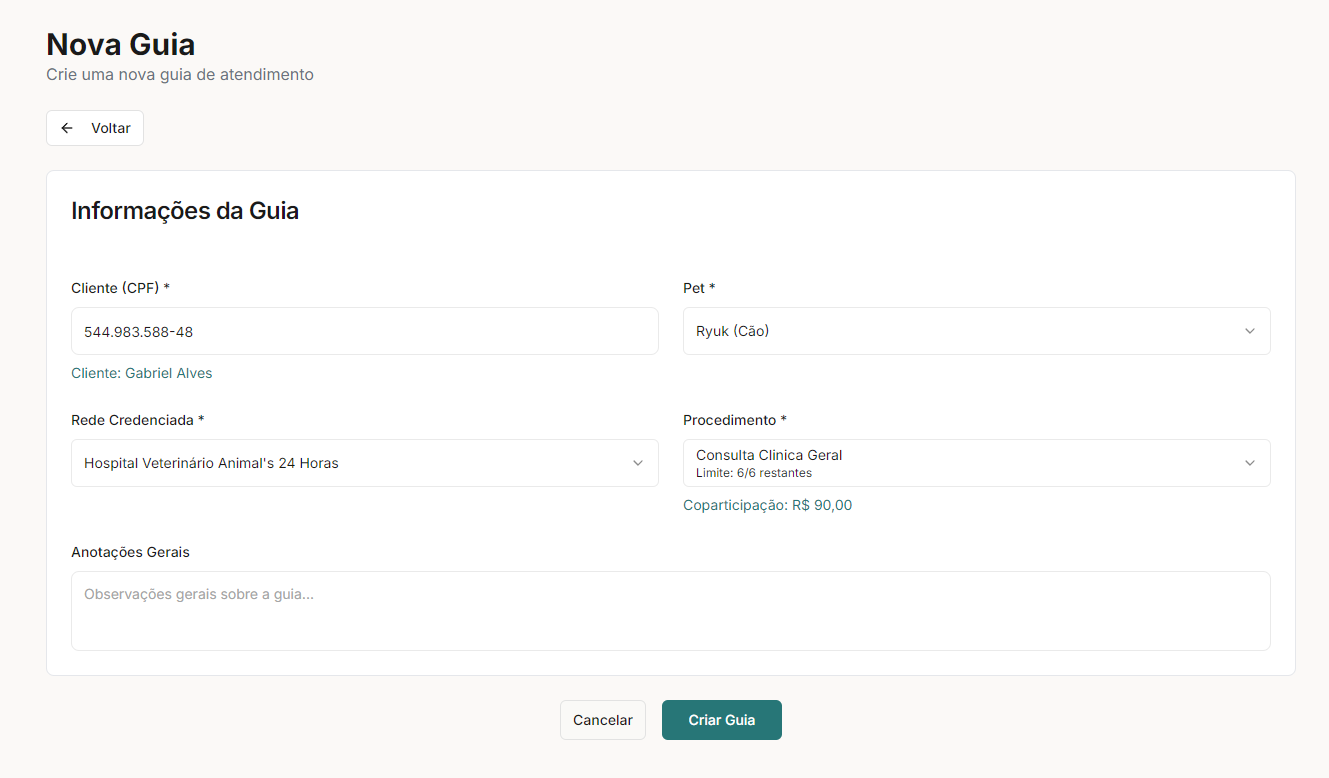 Nova Guia
Crie uma nova guia de atendimento
Voltar
Informações da Guia
Cliente (CPF) *
544.983.588-48
Cliente: Gabriel Alves
Pet *
Ryuk (Cão)
Rede Credenciada *
Hospital Veterinário Animal's 24 Horas
Procedimento *
Consulta Clinica Geral
Limite: 6/6 restantes
Coparticipação: R$ 90,00
Anotações Gerais
Observações gerais sobre a guia...
Cancelar
Criar Guia